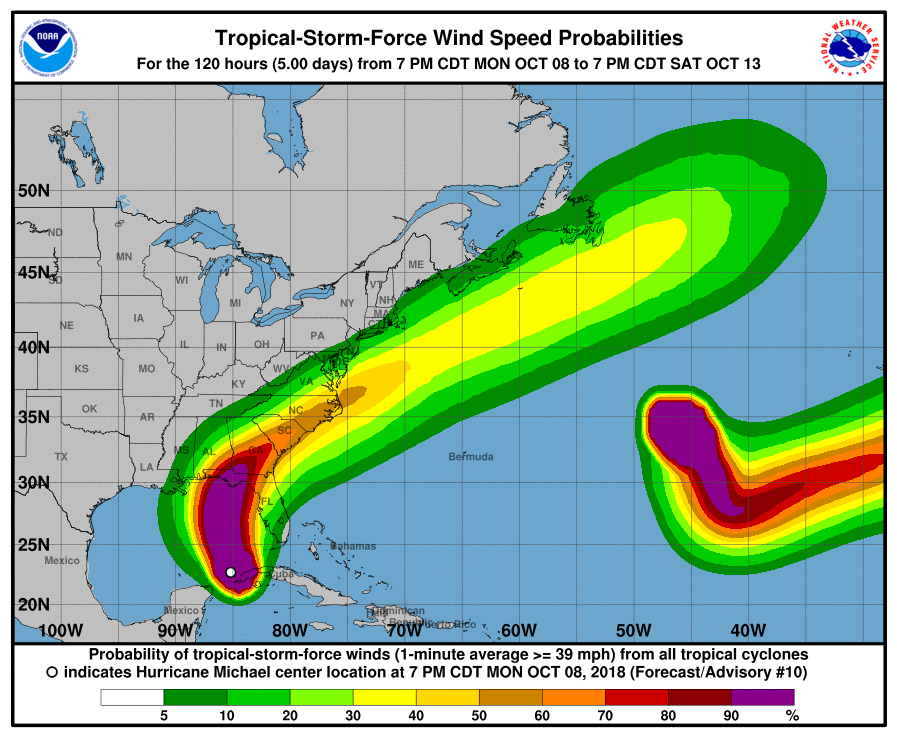 Tropical-Storm-Force Wind Speed Probabilities
For the 120 hours (5.00 days) from 7 PM CDT MON OCT 08 to 7 PM CDT SAT OCT 13
NOAA
NATIONAL WEATHER SERVICE
50N
45N
40N
35N
30N
25N
20N
ND
MN
SD
WI
MI
ME
VT
NH
NY
MA
CT
NE
IA
IL
IN
OH
PA
KS
MO
KY
WV
VA
OK
AR
TN
NC
SC
TX
LA
MS
AL
GA
FL
Bermuda
Mexico
Bahamas
Cuba
Mexico
Dominican
Republic
Puerto Rico
100W 90W 80W 70W 60W 50W 40W
Probability of tropical-storm-force winds (1-minute average >= 39 mph) from all tropical cyclones
O indicates Hurricane Michael center location at 7 PM CDT MON OCT 08, 2018 (Forecast/Advisory #10)
5 10 20 30 40 50 60 70 80 90 %